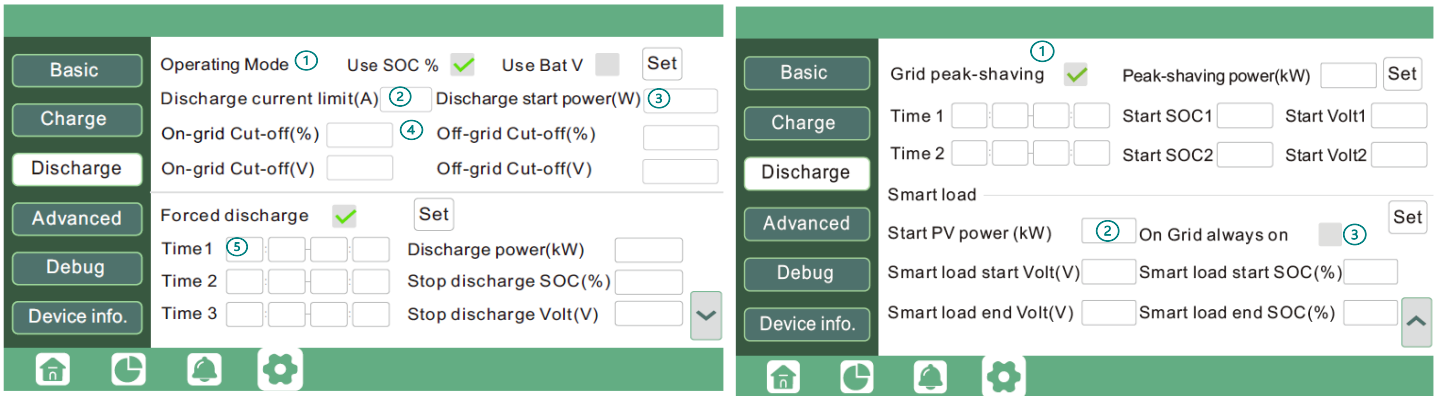 Basic
Charge
Discharge
Advanced
Debug
Device info.
Operating Mode ① Use SOC % Use Bat V Set
Discharge current limit(A) ② Discharge start power(W) ③
On-grid Cut-off(%) ④ Off-grid Cut-off(%)
On-grid Cut-off(V) Off-grid Cut-off(V)
Forced discharge Set
Time1 ⑤ : - : Discharge power(kW)
Time 2 : - : Stop discharge SOC(%)
Time 3 : - : Stop discharge Volt(V)
Basic
Charge
Discharge
Advanced
Debug
Device info.
①
Grid peak-shaving Peak-shaving power(kW) Set
Time 1 : - : Start SOC1 Start Volt1
Time 2 : - : Start SOC2 Start Volt2
Smart load
Set
Start PV power (kW) ② On Grid always on ③
Smart load start Volt(V) Smart load start SOC(%)
Smart load end Volt(V) Smart load end SOC(%)